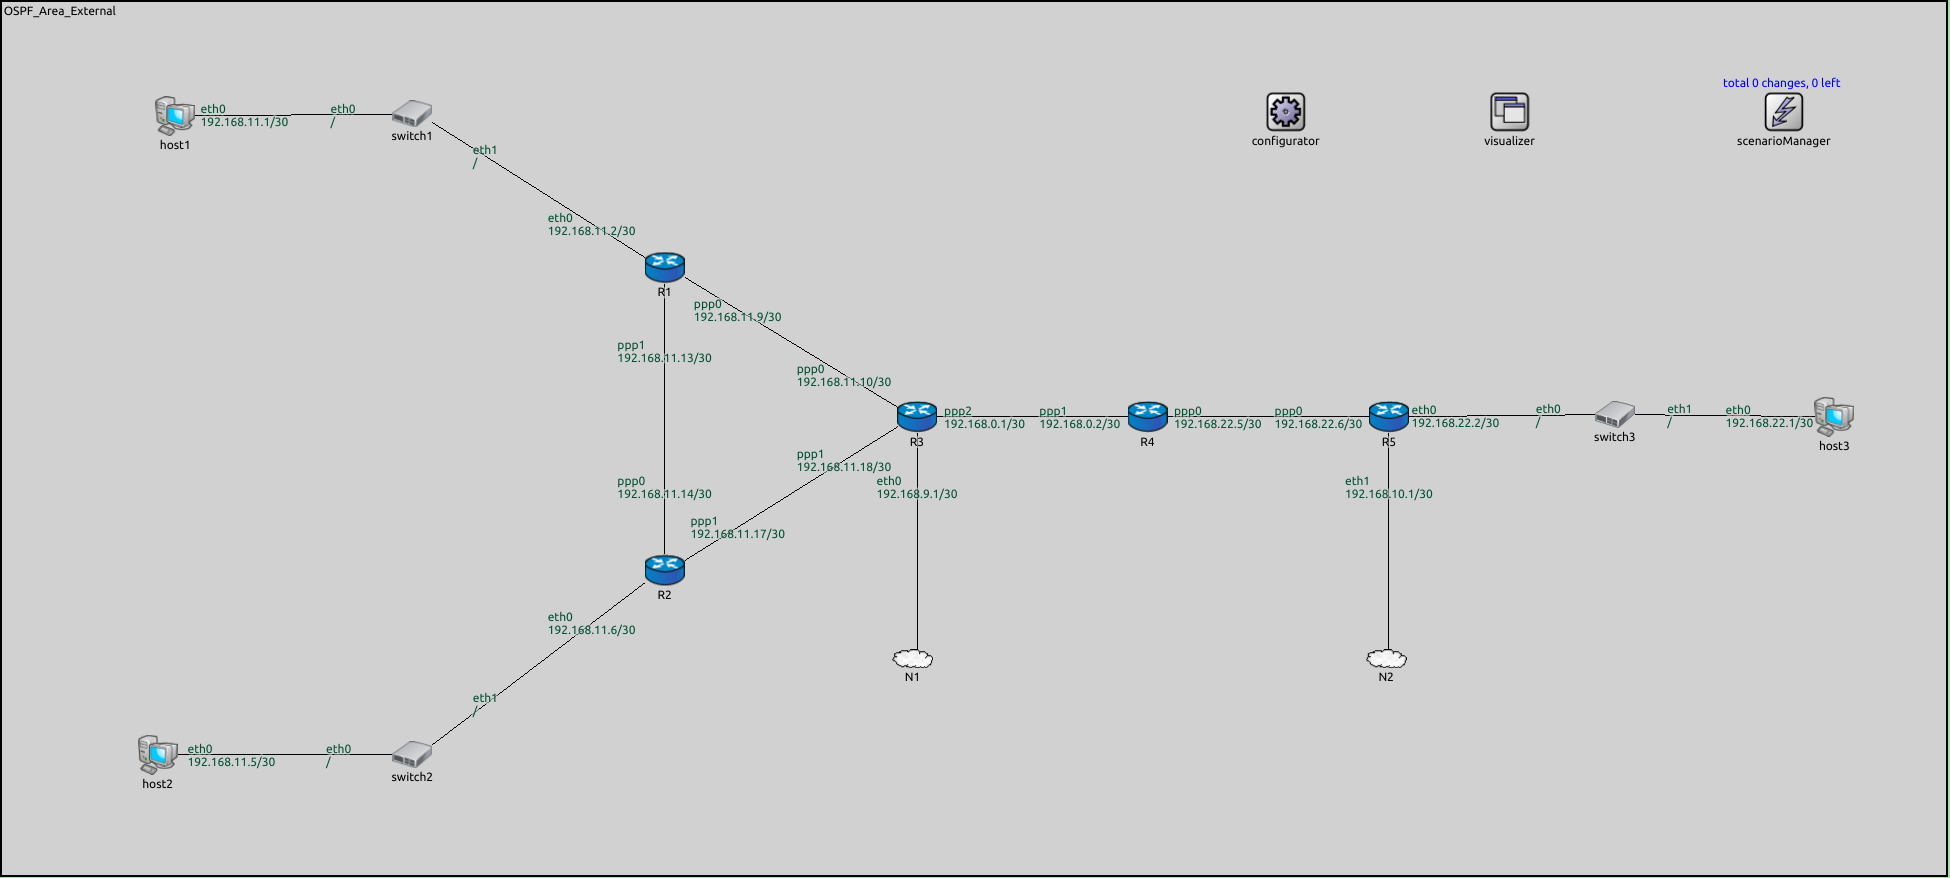 OSPF_Area_External
total 0 changes, 0 left
configurator
visualizer
scenarioManager
eth0
192.168.11.1/30
host1
eth0
/
switch1
eth1
/
eth0
192.168.11.2/30
R1
ppp0
192.168.11.9/30
ppp1
192.168.11.13/30
ppp0
192.168.11.10/30
R3
ppp2
192.168.0.1/30
ppp1
192.168.0.2/30
R4
ppp0
192.168.22.5/30
ppp0
192.168.22.6/30
R5
eth0
192.168.22.2/30
eth0
/
switch3
eth1
/
eth0
192.168.22.1/30
host3
ppp1
192.168.11.18/30
eth0
192.168.9.1/30
eth1
192.168.10.1/30
ppp0
192.168.11.14/30
ppp1
192.168.11.17/30
R2
eth0
192.168.11.6/30
N1
N2
eth1
/
eth0
192.168.11.5/30
host2
eth0
/
switch2